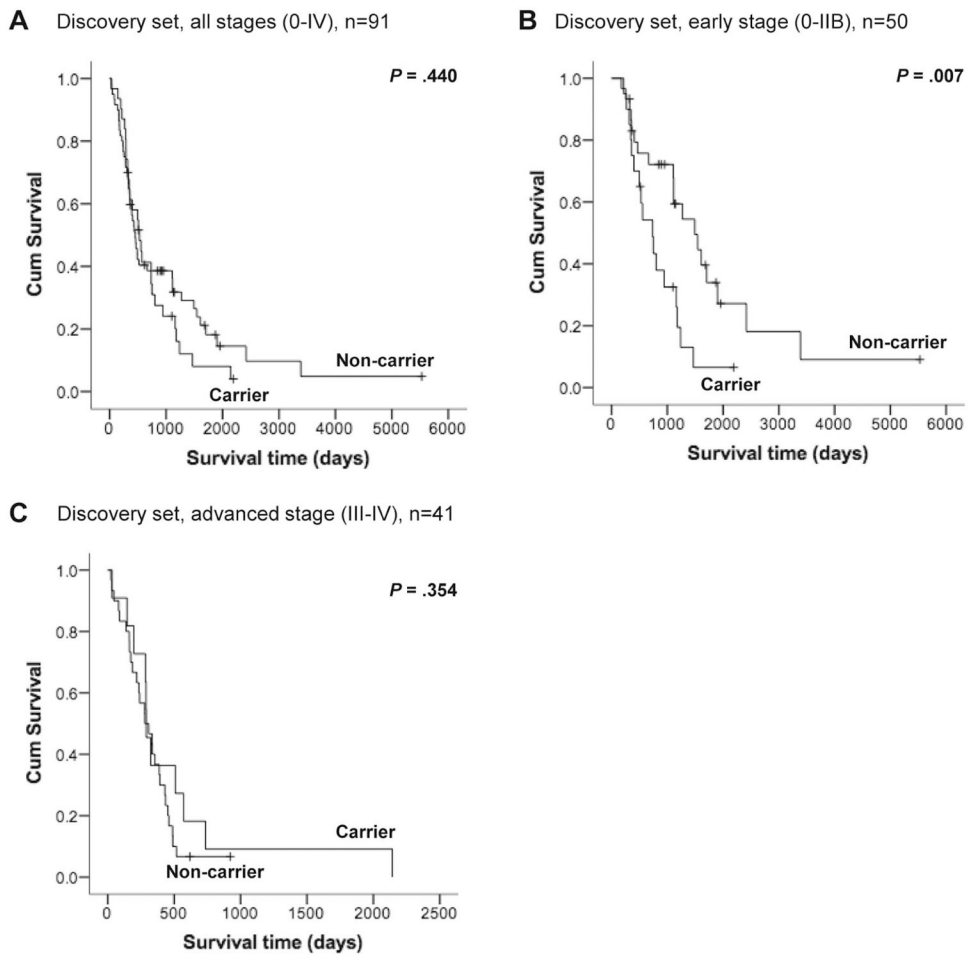 A Discovery set, all stages (0-IV), n=91
P = .440
1.0
0.8
0.6
0.4
0.2
0.0
Cum Survival
Non-carrier
Carrier
0 1000 2000 3000 4000 5000 6000
Survival time (days)
B Discovery set, early stage (0-IIB), n=50
P = .007
1.0
0.8
0.6
0.4
0.2
0.0
Cum Survival
Non-carrier
Carrier
0 1000 2000 3000 4000 5000 6000
Survival time (days)
C Discovery set, advanced stage (III-IV), n=41
P = .354
1.0
0.8
0.6
0.4
0.2
0.0
Cum Survival
Carrier
Non-carrier
0 500 1000 1500 2000 2500
Survival time (days)